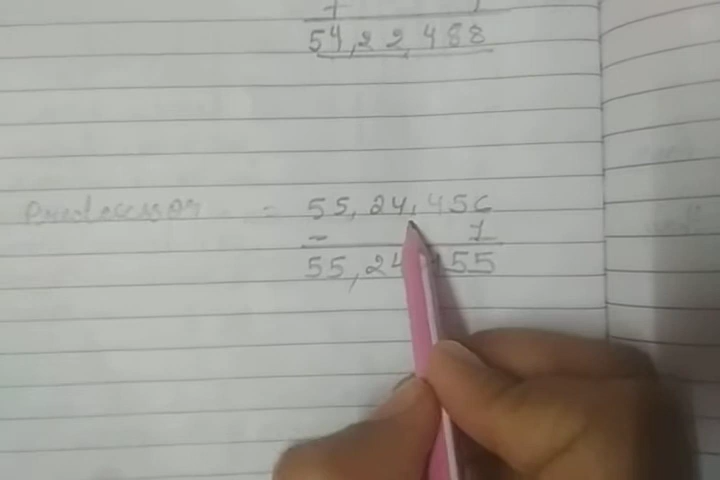 + 1
54,22,488
Predecessor = 55,24,456
- 1
55,24,455